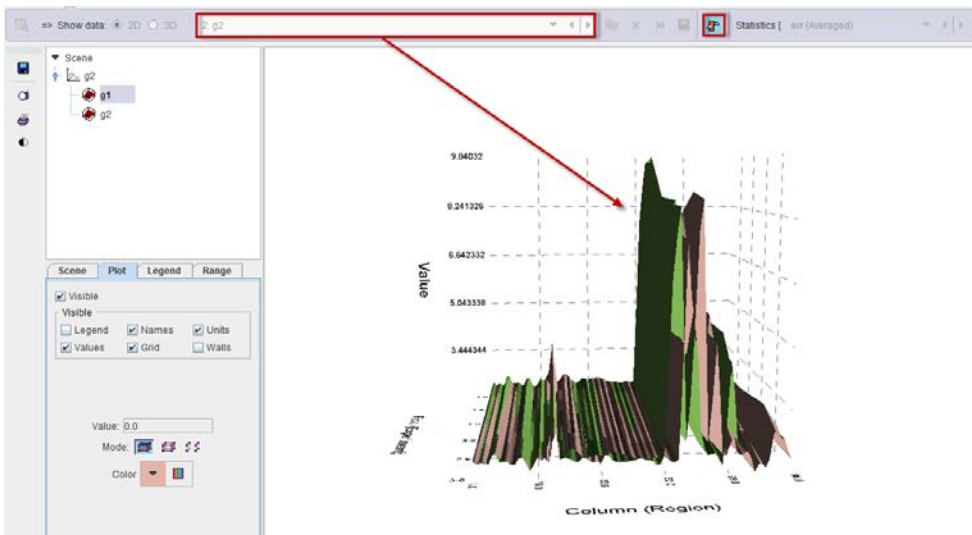 => Show data: 2D 3D 2. g2 Statistics [ avr (Averaged)
Scene
g2
g1
g2
Scene Plot Legend Range
Visible
Visible
Legend Names Units
Values Grid Walls
Value: 0.0
Mode:
Color
9.84032
8.241326
6.642332
5.043338
3.444344
Value
Column (Region)